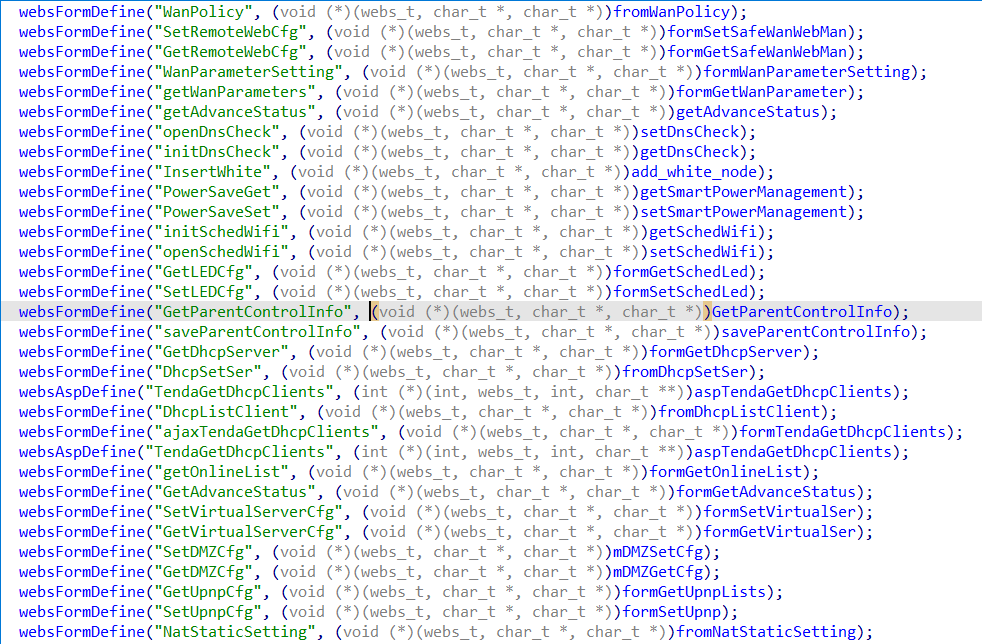 websFormDefine("WanPolicy", (void (*)(webs_t, char_t *, char_t *))fromWanPolicy);
websFormDefine("SetRemoteWebCfg", (void (*)(webs_t, char_t *, char_t *))formSetSafeWanWebMan);
websFormDefine("GetRemoteWebCfg", (void (*)(webs_t, char_t *, char_t *))formGetSafeWanWebMan);
websFormDefine("WanParameterSetting", (void (*)(webs_t, char_t *, char_t *))formWanParameterSetting);
websFormDefine("getWanParameters", (void (*)(webs_t, char_t *, char_t *))formGetWanParameter);
websFormDefine("getAdvanceStatus", (void (*)(webs_t, char_t *, char_t *))getAdvanceStatus);
websFormDefine("openDnsCheck", (void (*)(webs_t, char_t *, char_t *))setDnsCheck);
websFormDefine("initDnsCheck", (void (*)(webs_t, char_t *, char_t *))getDnsCheck);
websFormDefine("InsertWhite", (void (*)(webs_t, char_t *, char_t *))add_white_node);
websFormDefine("PowerSaveGet", (void (*)(webs_t, char_t *, char_t *))getSmartPowerManagement);
websFormDefine("PowerSaveSet", (void (*)(webs_t, char_t *, char_t *))setSmartPowerManagement);
websFormDefine("initSchedWifi", (void (*)(webs_t, char_t *, char_t *))getSchedWifi);
websFormDefine("openSchedWifi", (void (*)(webs_t, char_t *, char_t *))setSchedWifi);
websFormDefine("GetLEDCfg", (void (*)(webs_t, char_t *, char_t *))formGetSchedLed);
websFormDefine("SetLEDCfg", (void (*)(webs_t, char_t *, char_t *))formSetSchedLed);
websFormDefine("GetParentControlInfo", (void (*)(webs_t, char_t *, char_t *))GetParentControlInfo);
websFormDefine("saveParentControlInfo", (void (*)(webs_t, char_t *, char_t *))saveParentControlInfo);
websFormDefine("GetDhcpServer", (void (*)(webs_t, char_t *, char_t *))formGetDhcpServer);
websFormDefine("DhcpSetSer", (void (*)(webs_t, char_t *, char_t *))fromDhcpSetSer);
websAspDefine("TendaGetDhcpClients", (int (*)(int, webs_t, int, char_t **))aspTendaGetDhcpClients);
websFormDefine("DhcpListClient", (void (*)(webs_t, char_t *, char_t *))fromDhcpListClient);
websFormDefine("ajaxTendaGetDhcpClients", (void (*)(webs_t, char_t *, char_t *))formTendaGetDhcpClients);
websAspDefine("TendaGetDhcpClients", (int (*)(int, webs_t, int, char_t **))aspTendaGetDhcpClients);
websFormDefine("getOnlineList", (void (*)(webs_t, char_t *, char_t *))formGetOnlineList);
websFormDefine("GetAdvanceStatus", (void (*)(webs_t, char_t *, char_t *))formGetAdvanceStatus);
websFormDefine("SetVirtualServerCfg", (void (*)(webs_t, char_t *, char_t *))formSetVirtualSer);
websFormDefine("GetVirtualServerCfg", (void (*)(webs_t, char_t *, char_t *))formGetVirtualSer);
websFormDefine("SetDMZCfg", (void (*)(webs_t, char_t *, char_t *))mDMZSetCfg);
websFormDefine("GetDMZCfg", (void (*)(webs_t, char_t *, char_t *))mDMZGetCfg);
websFormDefine("GetUpnpCfg", (void (*)(webs_t, char_t *, char_t *))formGetUpnpLists);
websFormDefine("SetUpnpCfg", (void (*)(webs_t, char_t *, char_t *))formSetUpnp);
websFormDefine("NatStaticSetting", (void (*)(webs_t, char_t *, char_t *))fromNatStaticSetting);